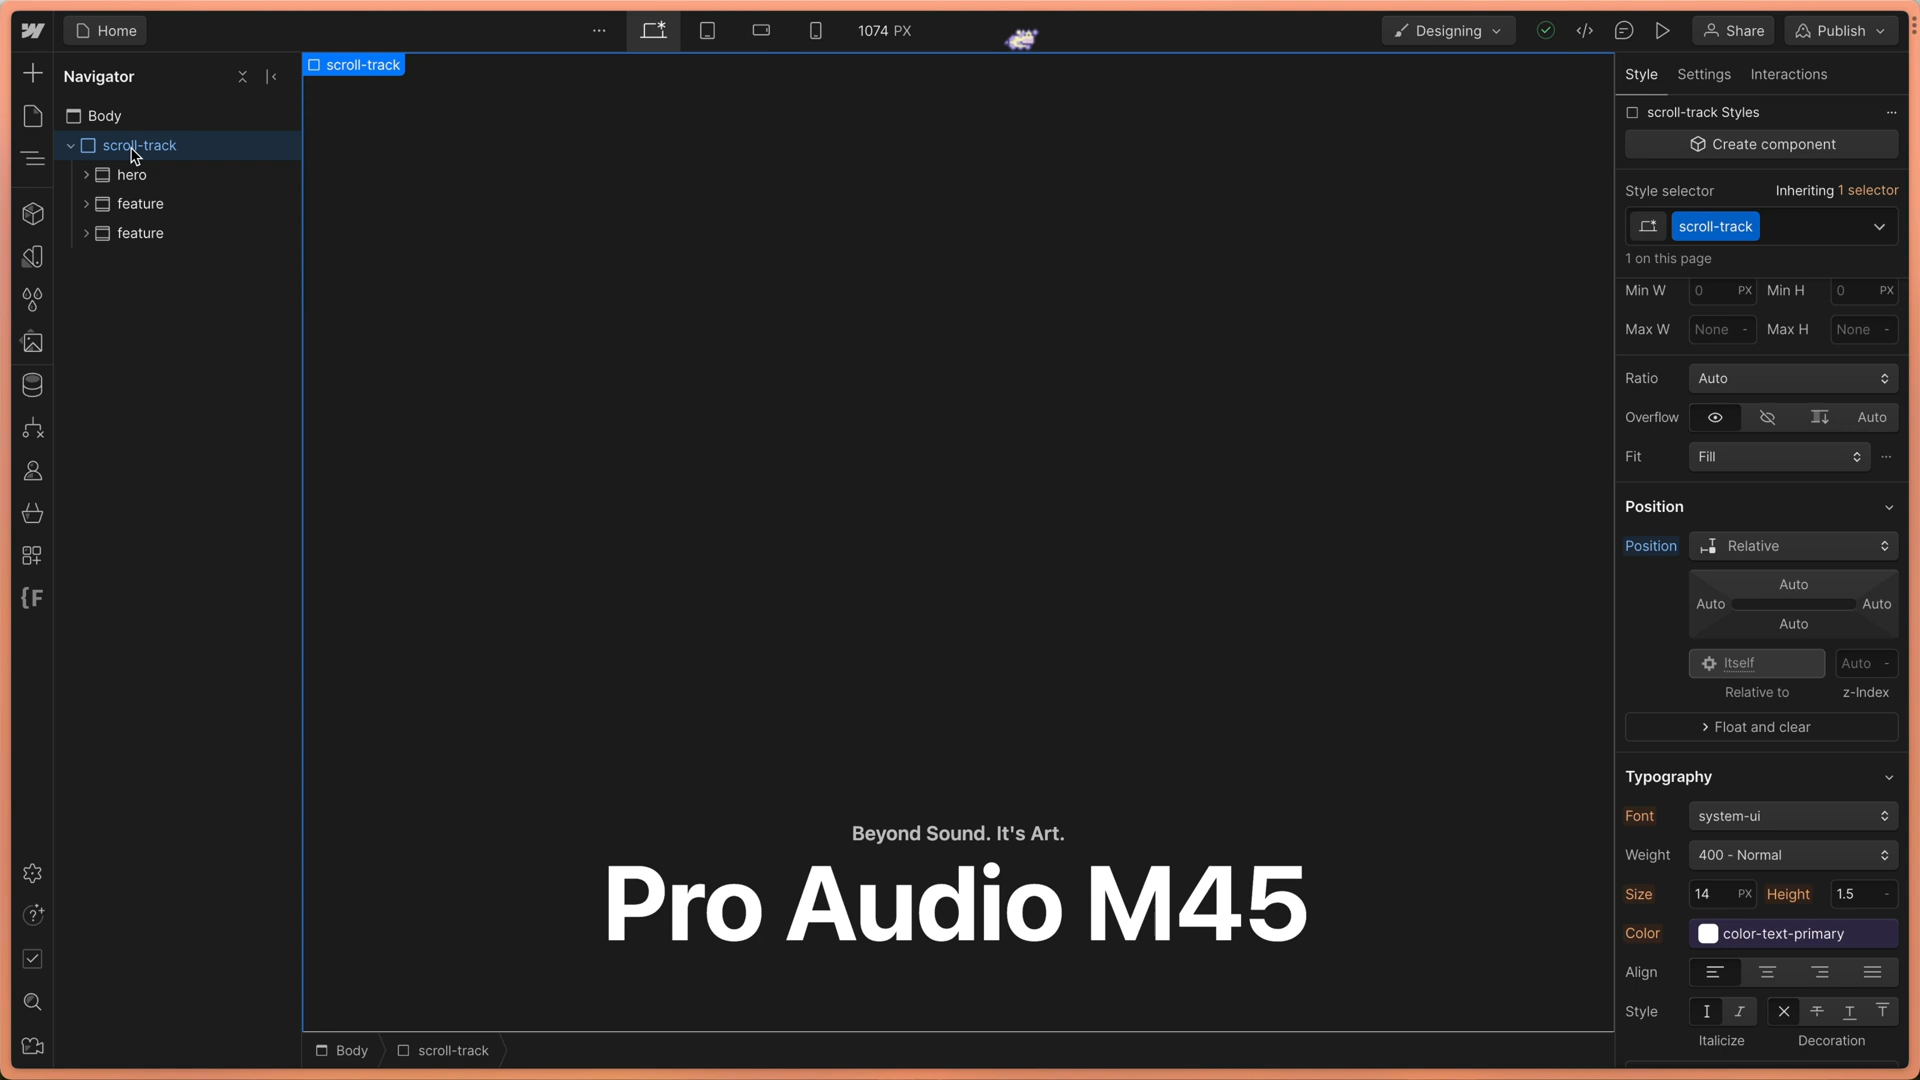 Home
1074 PX
Designing
Share
Publish
Navigator
Body
scroll-track
hero
feature
feature
scroll-track
Beyond Sound. It's Art.
Pro Audio M45
Body
scroll-track
Style
Settings
Interactions
scroll-track Styles
Create component
Style selector
Inheriting 1 selector
scroll-track
1 on this page
Min W
0 PX
Min H
0 PX
Max W
None -
Max H
None -
Ratio
Auto
Overflow
Auto
Fit
Fill
Position
Position
Relative
Auto
Auto
Auto
Auto
Itself
Auto -
Relative to
z-Index
Float and clear
Typography
Font
system-ui
Weight
400 - Normal
Size
14 PX
Height
1.5 -
Color
color-text-primary
Align
Style
Italicize
Decoration